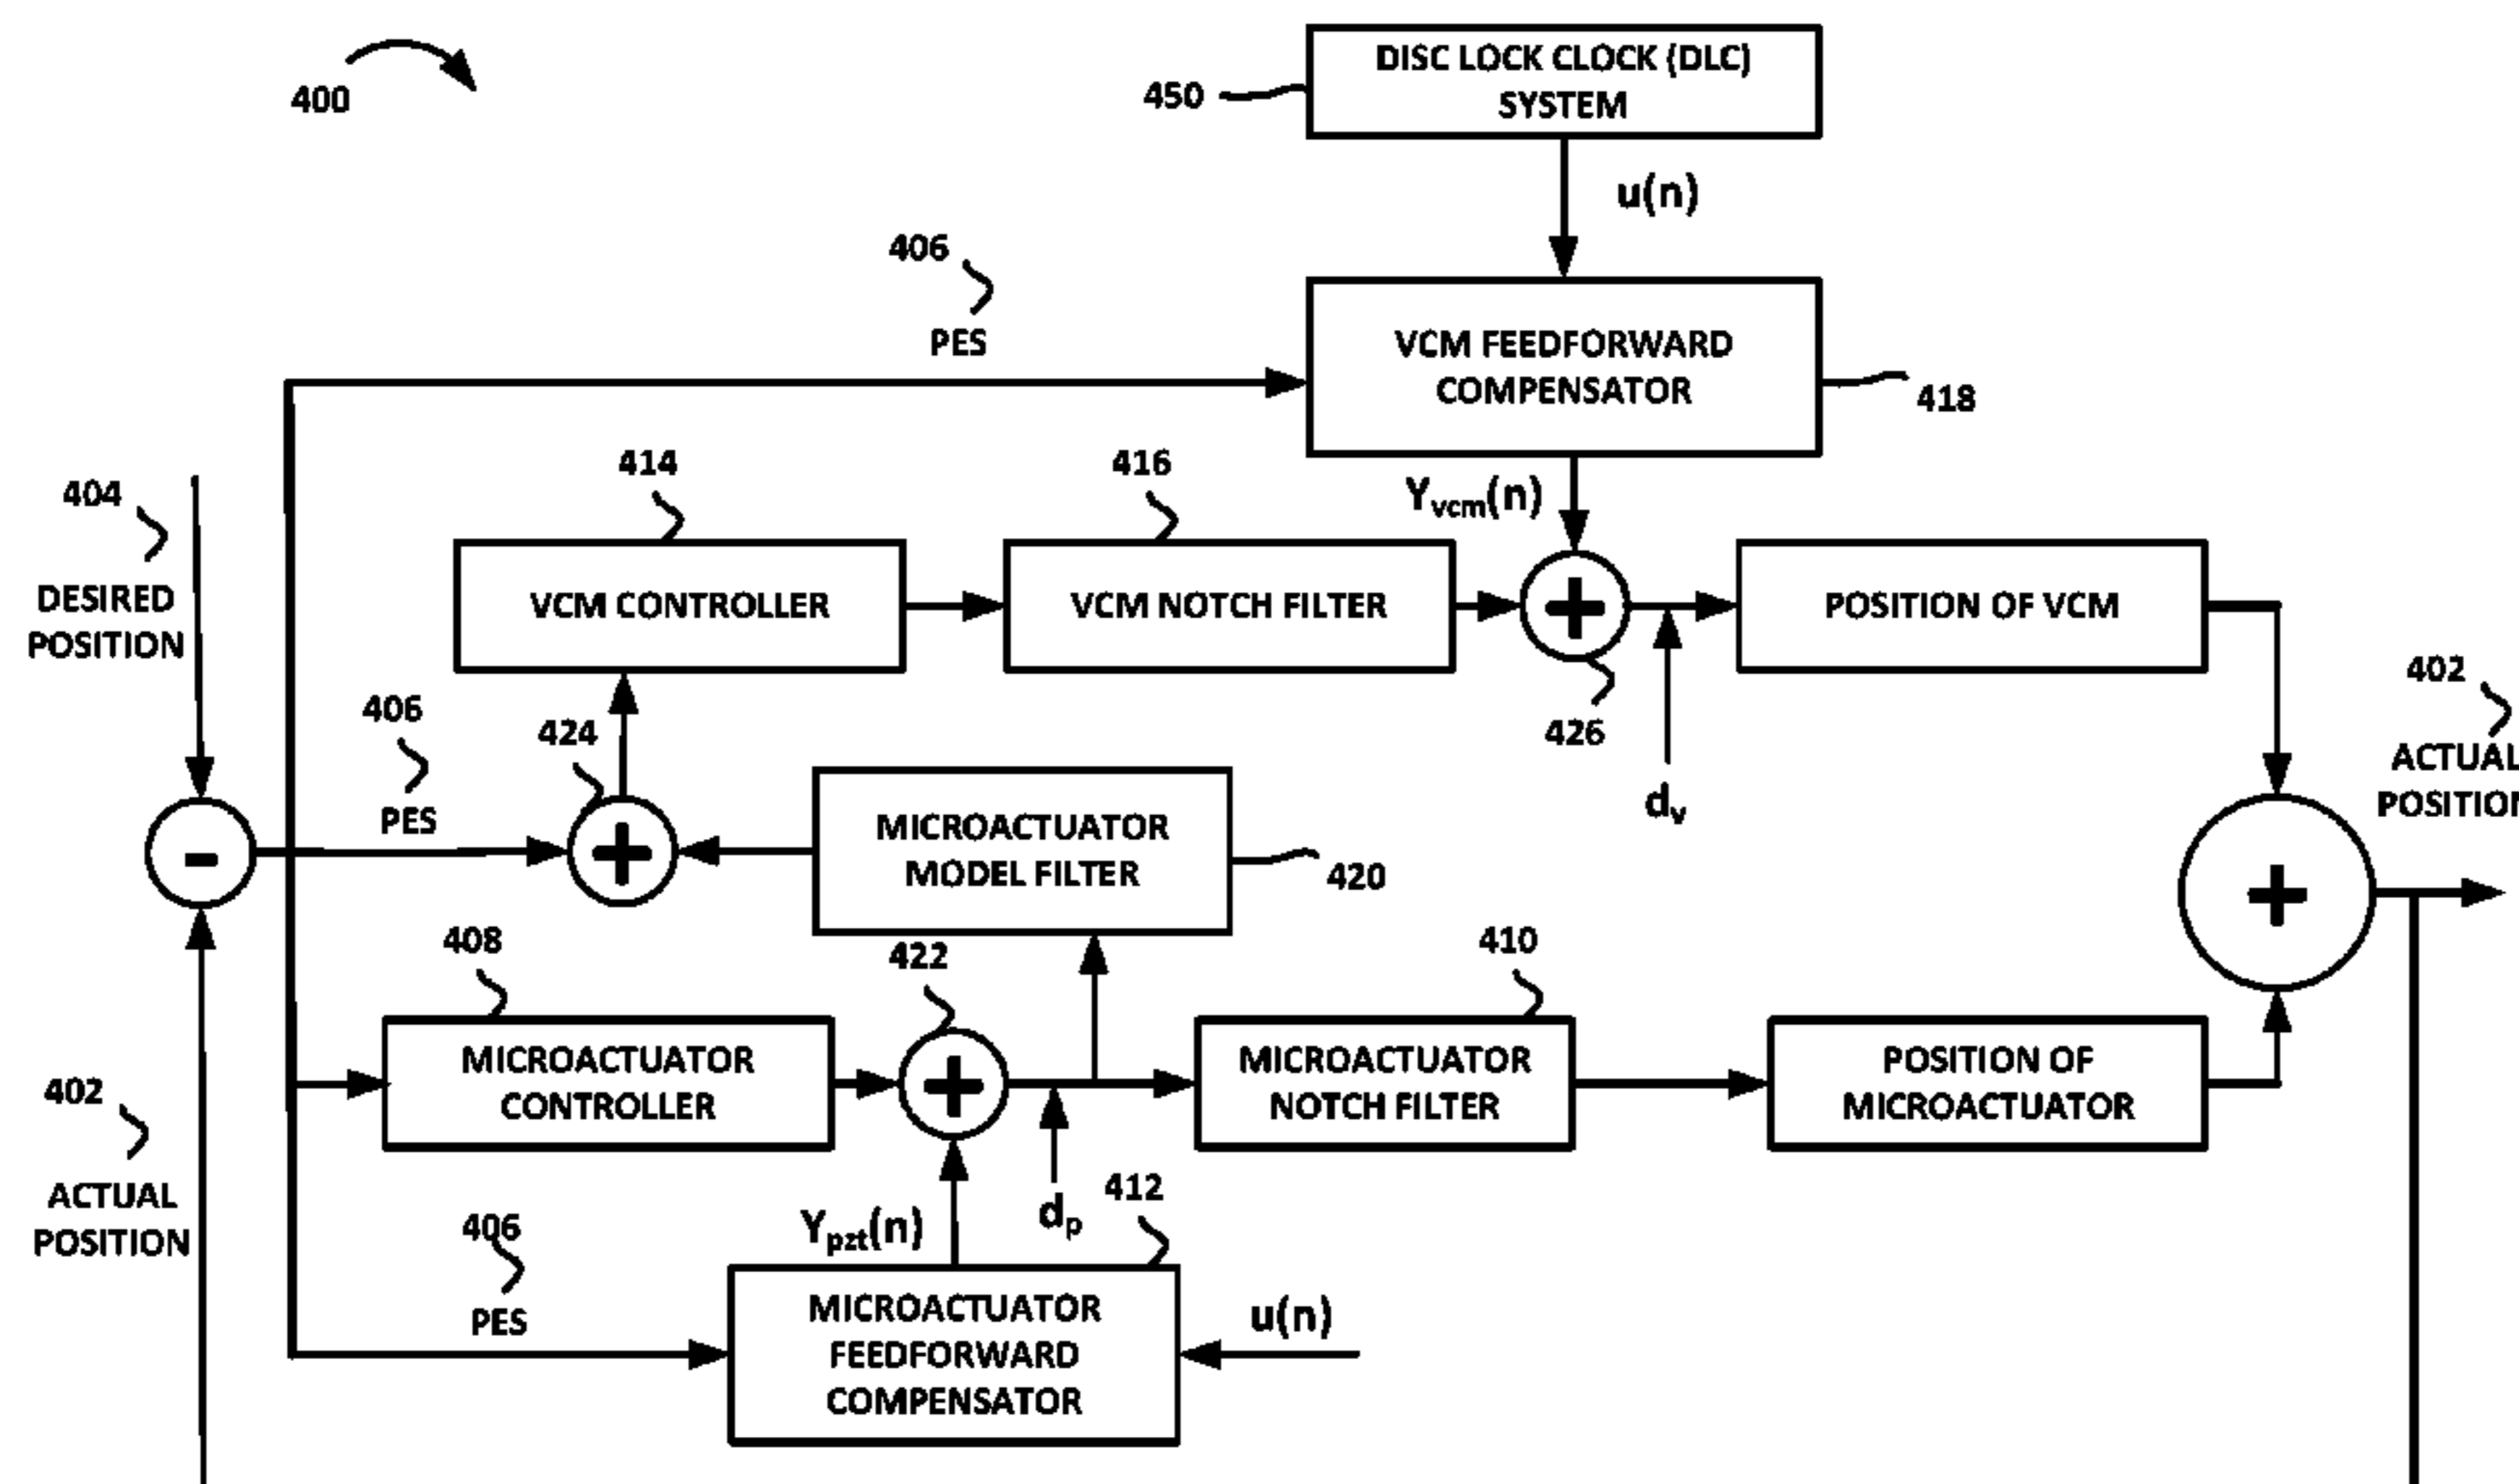 400
DISC LOCK CLOCK (DLC)
SYSTEM
450
u(n)
406
PES
VCM FEEDFORWARD
COMPENSATOR
418
404
DESIRED
POSITION
414
416
Yvcm(n)
VCM CONTROLLER
VCM NOTCH FILTER
POSITION OF VCM
426
dv
402
ACTUAL
POSITION
406
PES
424
MICROACTUATOR
MODEL FILTER
420
408
422
410
MICROACTUATOR
CONTROLLER
MICROACTUATOR
NOTCH FILTER
POSITION OF
MICROACTUATOR
402
ACTUAL
POSITION
406
PES
Ypzt(n)
dp
412
MICROACTUATOR
FEEDFORWARD
COMPENSATOR
u(n)